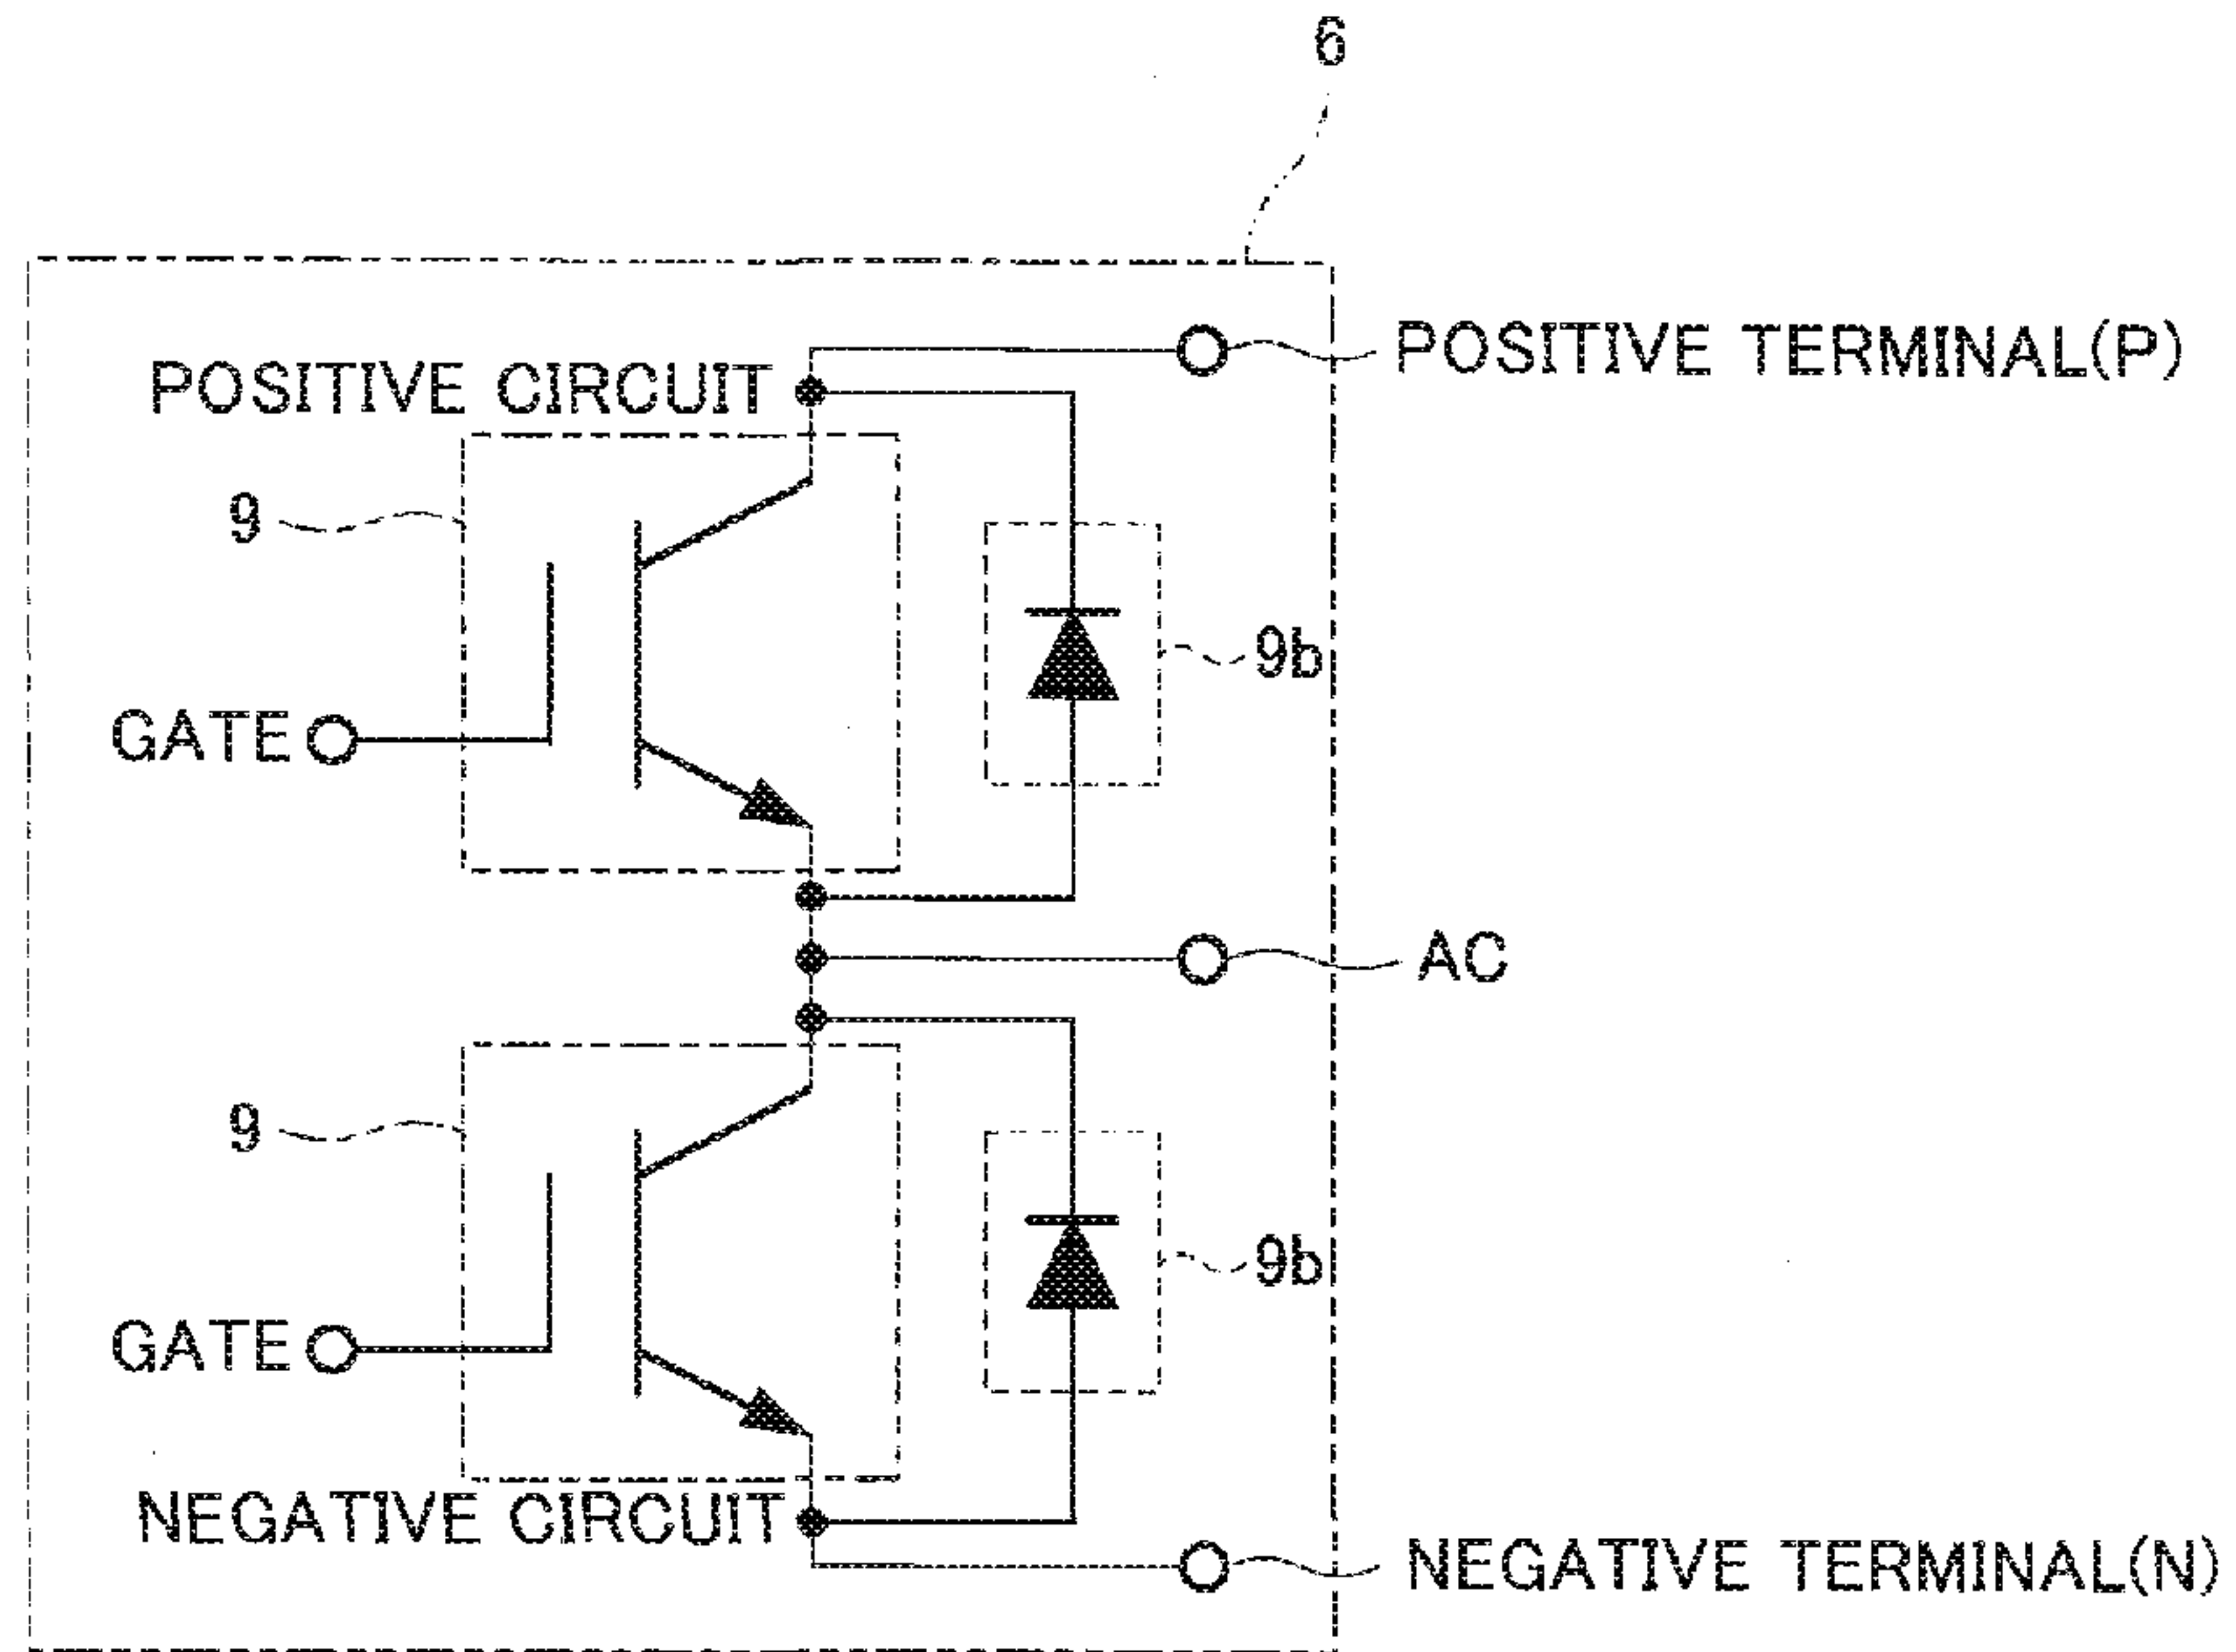 6
POSITIVE TERMINAL(P)
POSITIVE CIRCUIT
9
9b
GATE
AC
9
9b
GATE
NEGATIVE CIRCUIT
NEGATIVE TERMINAL(N)